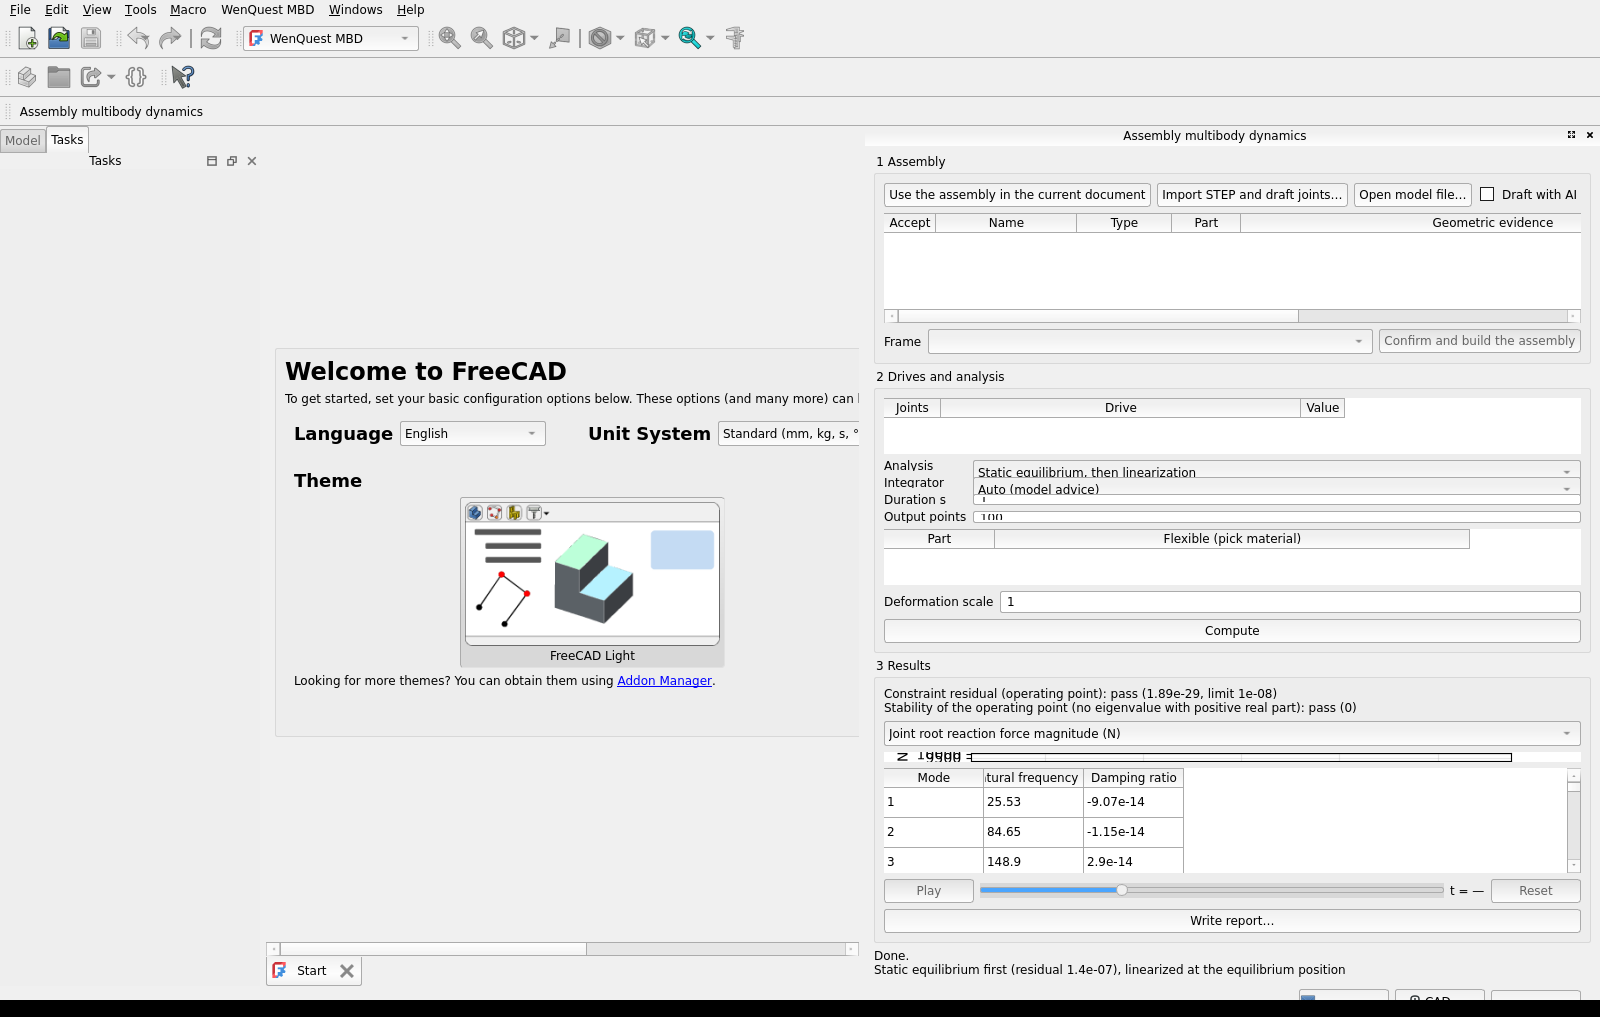 File Edit View Tools Macro WenQuest MBD Windows Help
WenQuest MBD
Assembly multibody dynamics
Model Tasks
Tasks
Welcome to FreeCAD
To get started, set your basic configuration options below. These options (and many more) can
Language English Unit System Standard (mm, kg, s, °
Theme
FreeCAD Light
Looking for more themes? You can obtain them using Addon Manager.
Start
Assembly multibody dynamics
1 Assembly
Use the assembly in the current document Import STEP and draft joints... Open model file... Draft with AI
Accept Name Type Part Geometric evidence
Frame Confirm and build the assembly
2 Drives and analysis
Joints Drive Value
Analysis Static equilibrium, then linearization
Integrator Auto (model advice)
Duration s
Output points 100
Part Flexible (pick material)
Deformation scale 1
Compute
3 Results
Constraint residual (operating point): pass (1.89e-29, limit 1e-08)
Stability of the operating point (no eigenvalue with positive real part): pass (0)
Joint root reaction force magnitude (N)
N
Mode tural frequency Damping ratio
1 25.53 -9.07e-14
2 84.65 -1.15e-14
3 148.9 2.9e-14
Play t = — Reset
Write report...
Done.
Static equilibrium first (residual 1.4e-07), linearized at the equilibrium position
CAD